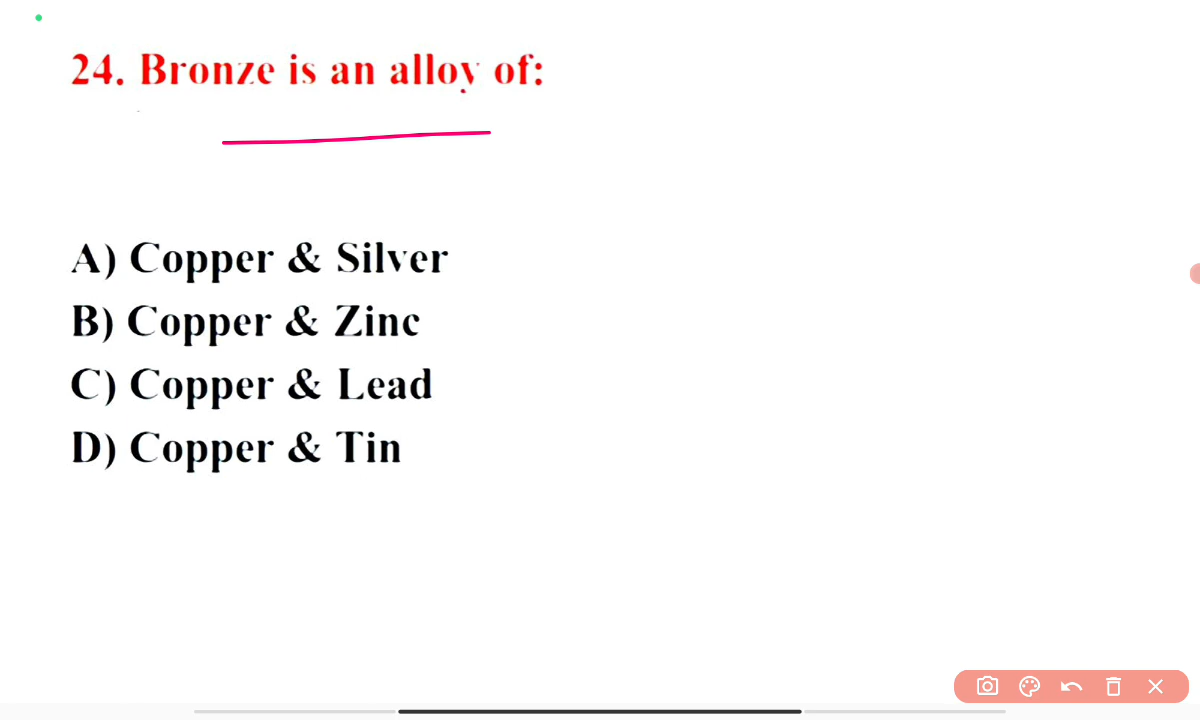 24. Bronze is an alloy of:
A) Copper & Silver
B) Copper & Zinc
C) Copper & Lead
D) Copper & Tin